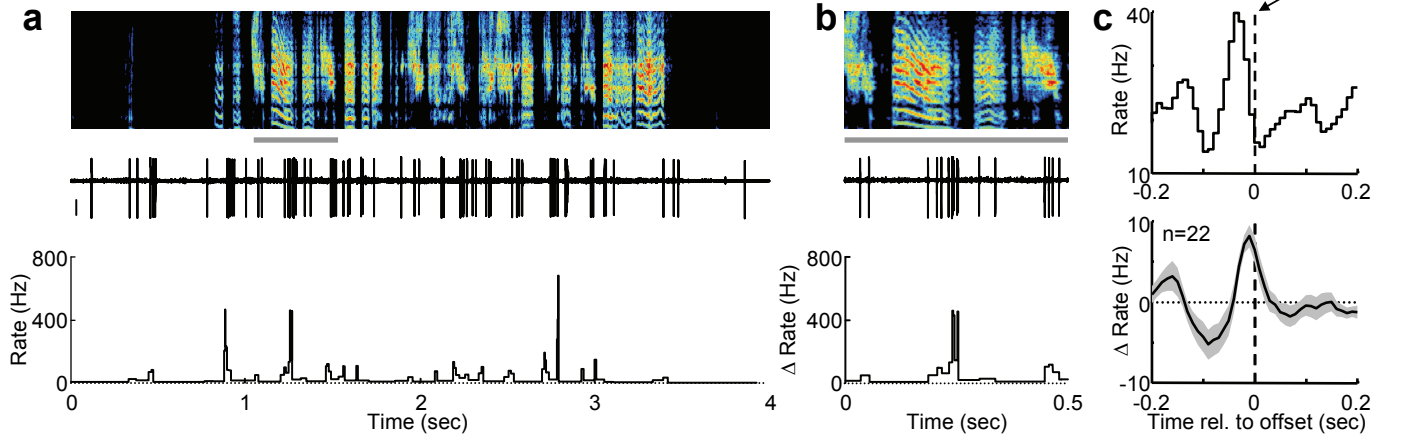 a
800
400
0
Rate (Hz)
0 1 2 3 4
Time (sec)
b
800
400
0
Δ Rate (Hz)
0 0.5
Time (sec)
c
40
10
Rate (Hz)
-0.2 0 0.2
n=22
10
0
-10
Δ Rate (Hz)
-0.2 0 0.2
Time rel. to offset (sec)